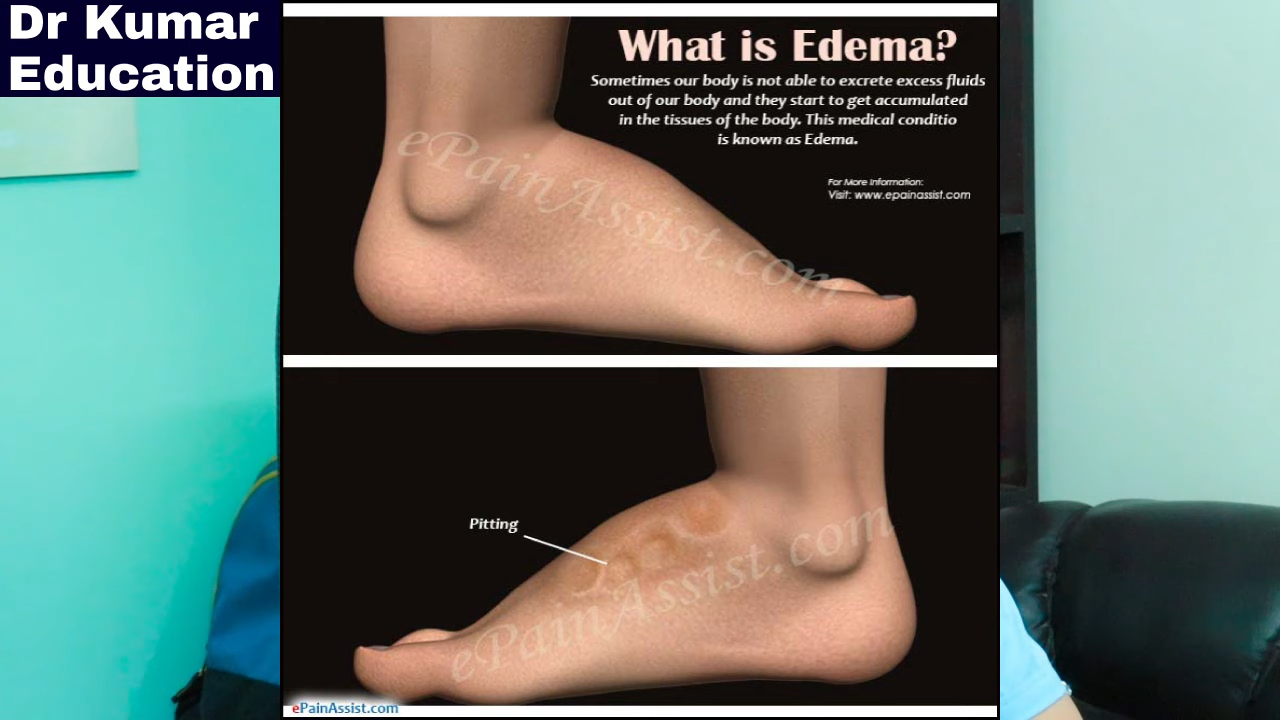 Dr Kumar
Education
What is Edema?
Sometimes our body is not able to excrete excess fluids
out of our body and they start to get accumulated
in the tissues of the body. This medical conditio
is known as Edema.
For More Information:
Visit: www.epainassist.com
ePainAssist.com
Pitting
ePainAssist.com
ePainAssist.com